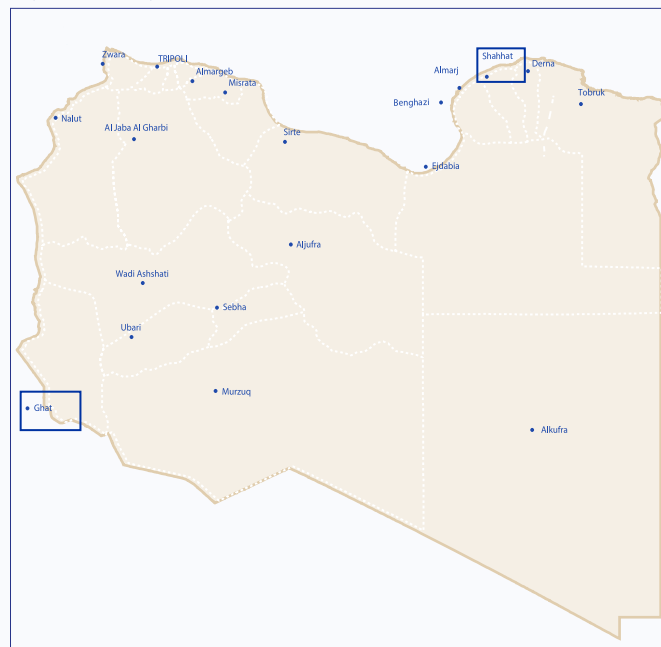 Zwara
TRIPOLI
Almargeb
Misrata
Shahhat
Derna
Almarj
Benghazi
Tobruk
Nalut
Al Jaba Al Gharbi
Sirte
Ejdabia
Aljufra
Wadi Ashshati
Sebha
Ubari
Murzuq
Ghat
Alkufra